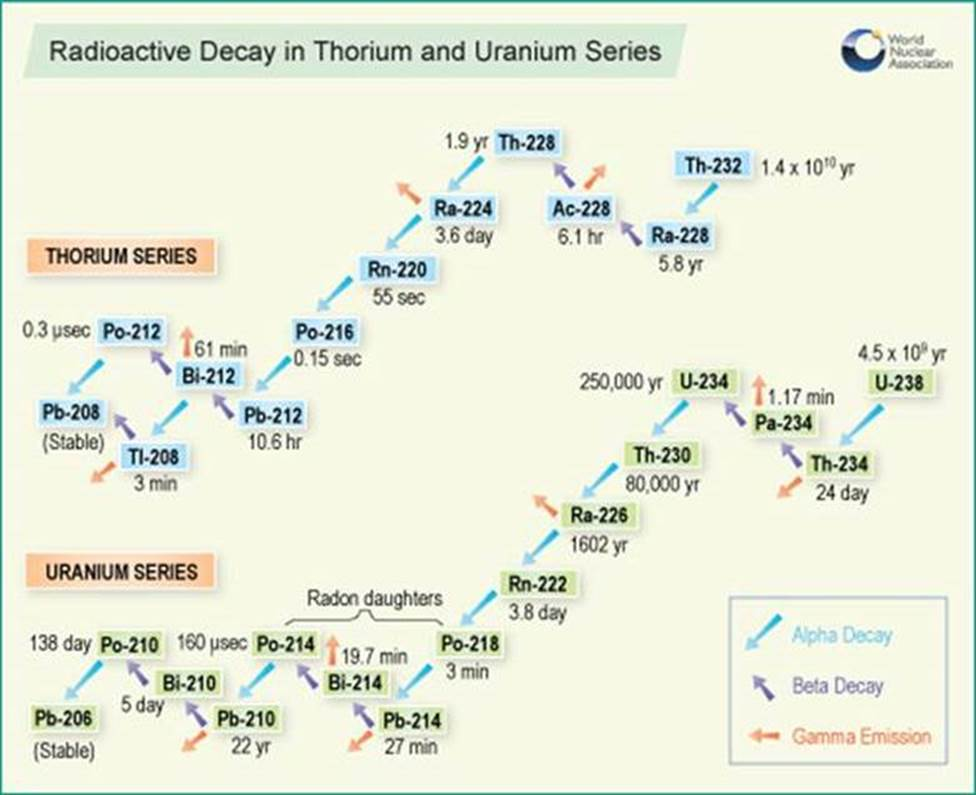 Radioactive Decay in Thorium and Uranium Series
World
Nuclear
Association
1.9 yr Th-228
Th-232 1.4 x 10¹⁰ yr
Ra-224
3.6 day
Ac-228
6.1 hr
Ra-228
5.8 yr
THORIUM SERIES
Rn-220
55 sec
0.3 µsec Po-212
Po-216
0.15 sec
61 min
Bi-212
Pb-208
(Stable)
Pb-212
10.6 hr
Tl-208
3 min
4.5 x 10⁹ yr
U-238
250,000 yr U-234
1.17 min
Pa-234
Th-230
80,000 yr
Th-234
24 day
Ra-226
1602 yr
URANIUM SERIES
Rn-222
3.8 day
Radon daughters
138 day Po-210
160 µsec Po-214
19.7 min
Po-218
3 min
Bi-210
5 day
Bi-214
Pb-206
(Stable)
Pb-210
22 yr
Pb-214
27 min
Alpha Decay
Beta Decay
Gamma Emission